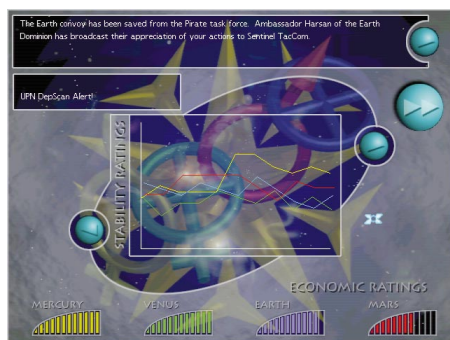 The Earth convoy has been saved from the Pirate task force. Ambassador Harsan of the Earth
Dominion has broadcast their appreciation of your actions to Sentinel TacCom.
UPN DepScan Alert!
STABILITY RATINGS
ECONOMIC RATINGS
MERCURY VENUS EARTH MARS